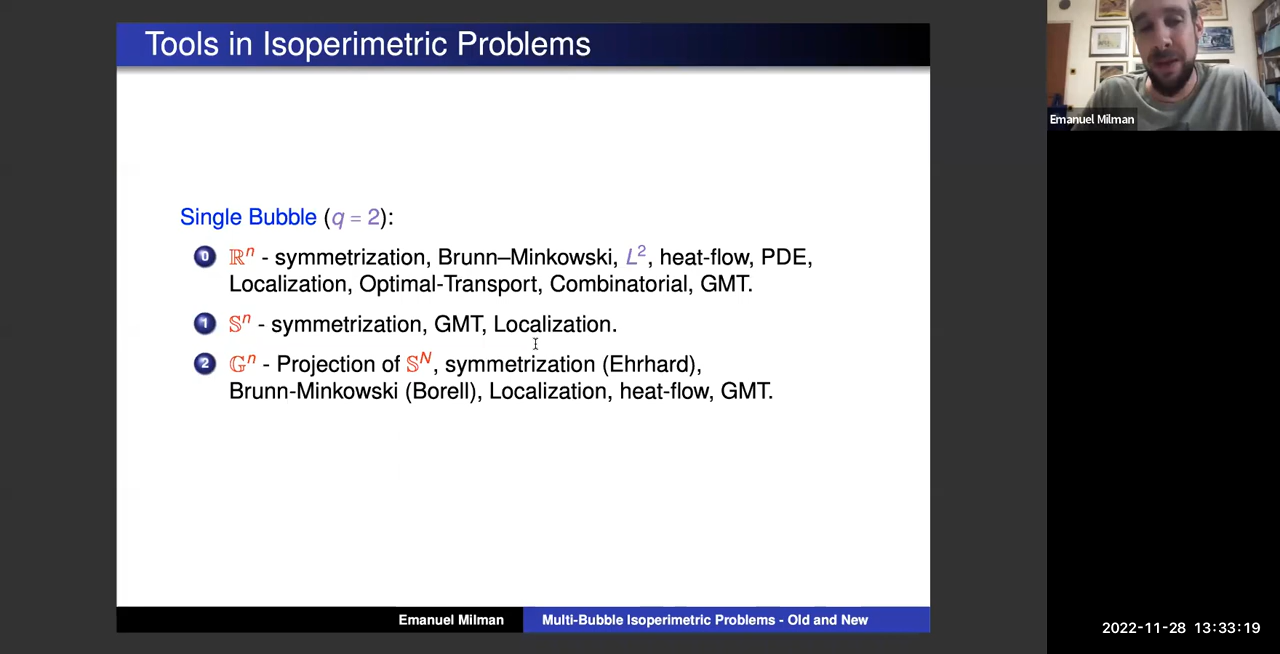 Tools in Isoperimetric Problems
Emanuel Milman
Single Bubble (q = 2):
0 ℝⁿ - symmetrization, Brunn–Minkowski, L², heat-flow, PDE,
Localization, Optimal-Transport, Combinatorial, GMT.
1 𝕊ⁿ - symmetrization, GMT, Localization.
2 𝔾ⁿ - Projection of 𝕊ᴺ, symmetrization (Ehrhard),
Brunn-Minkowski (Borell), Localization, heat-flow, GMT.
Emanuel Milman Multi-Bubble Isoperimetric Problems - Old and New
2022-11-28 13:33:19